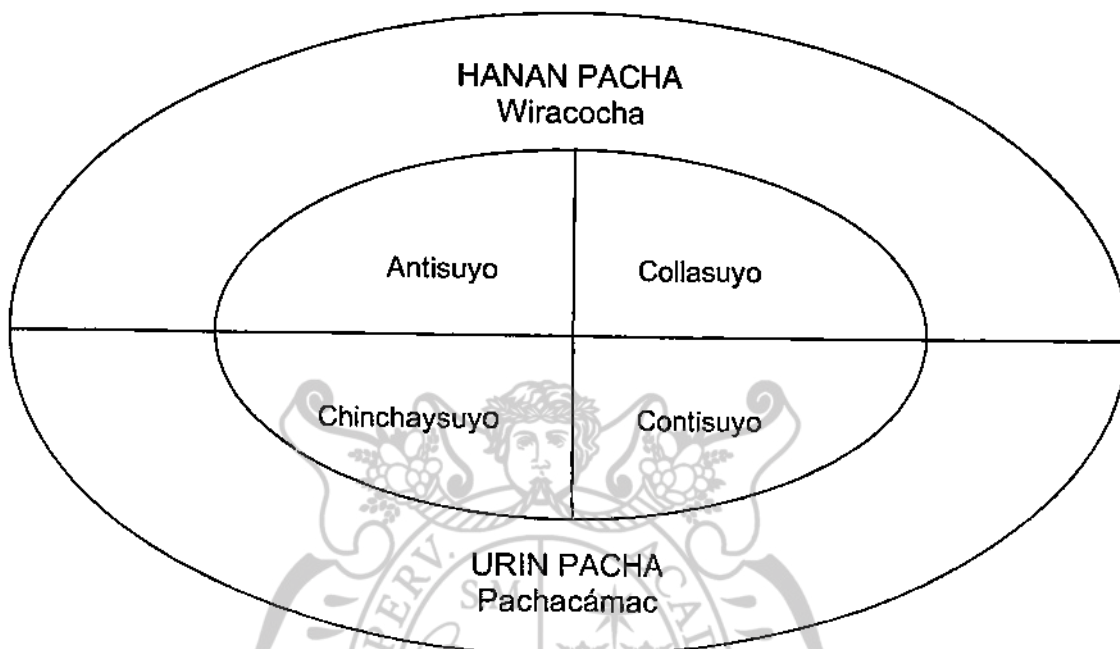 HANAN PACHA
Wiracocha
Antisuyo
Collasuyo
Chinchaysuyo
Contisuyo
URIN PACHA
Pachacámac
S.M.